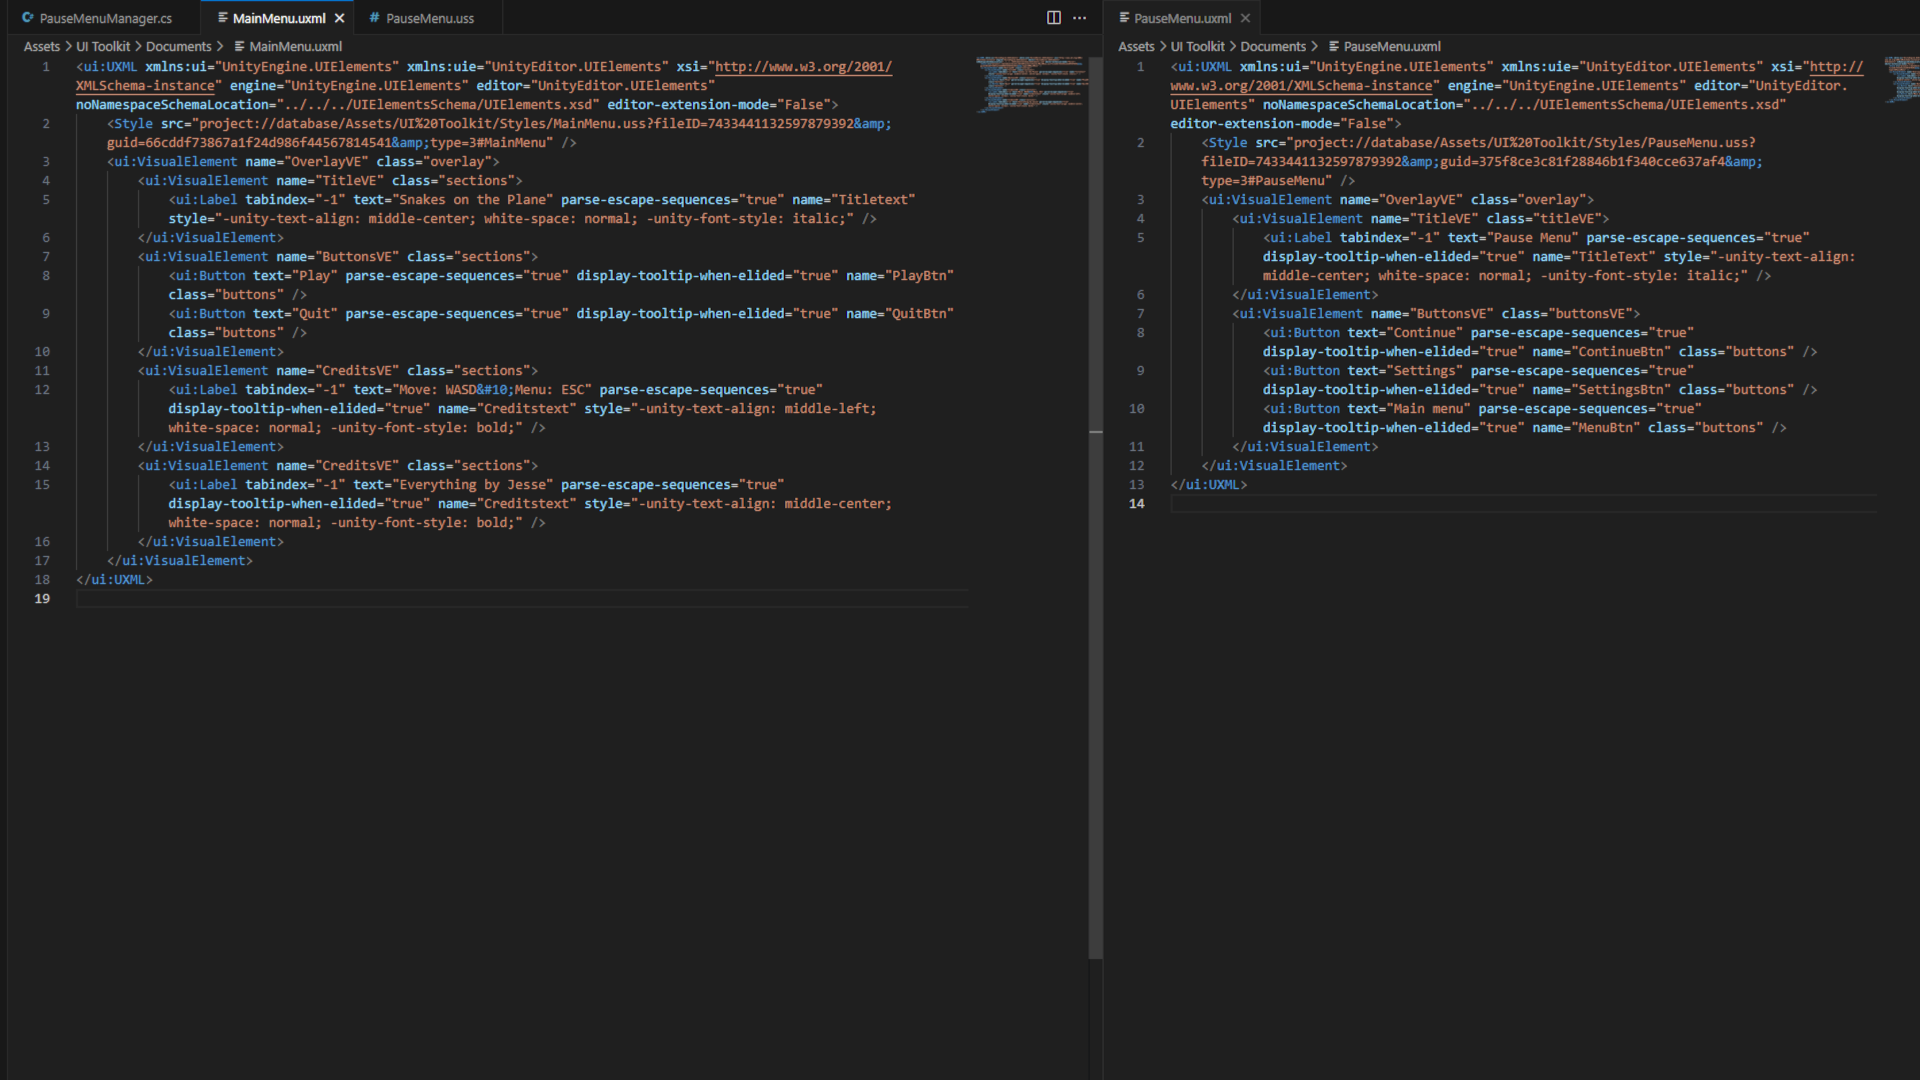 PauseMenuManager.cs
MainMenu.uxml
PauseMenu.uss
Assets > UI Toolkit > Documents > MainMenu.uxml
1 <ui:UXML xmlns:ui="UnityEngine.UIElements" xmlns:uie="UnityEditor.UIElements" xsi="http://www.w3.org/2001/
XMLSchema-instance" engine="UnityEngine.UIElements" editor="UnityEditor.UIElements"
noNamespaceSchemaLocation="../../../UIElementsSchema/UIElements.xsd" editor-extension-mode="False">
2 <Style src="project://database/Assets/UI%20Toolkit/Styles/MainMenu.uss?fileID=7433441132597879392&amp;
guid=66cddf73867a1f24d986f44567814541&amp;type=3#MainMenu" />
3 <ui:VisualElement name="OverlayVE" class="overlay">
4 <ui:VisualElement name="TitleVE" class="sections">
5 <ui:Label tabindex="-1" text="Snakes on the Plane" parse-escape-sequences="true" name="Titletext"
style="-unity-text-align: middle-center; white-space: normal; -unity-font-style: italic;" />
6 </ui:VisualElement>
7 <ui:VisualElement name="ButtonsVE" class="sections">
8 <ui:Button text="Play" parse-escape-sequences="true" display-tooltip-when-elided="true" name="PlayBtn"
class="buttons" />
9 <ui:Button text="Quit" parse-escape-sequences="true" display-tooltip-when-elided="true" name="QuitBtn"
class="buttons" />
10 </ui:VisualElement>
11 <ui:VisualElement name="CreditsVE" class="sections">
12 <ui:Label tabindex="-1" text="Move: WASD&#10;Menu: ESC" parse-escape-sequences="true"
display-tooltip-when-elided="true" name="Creditstext" style="-unity-text-align: middle-left;
white-space: normal; -unity-font-style: bold;" />
13 </ui:VisualElement>
14 <ui:VisualElement name="CreditsVE" class="sections">
15 <ui:Label tabindex="-1" text="Everything by Jesse" parse-escape-sequences="true"
display-tooltip-when-elided="true" name="Creditstext" style="-unity-text-align: middle-center;
white-space: normal; -unity-font-style: bold;" />
16 </ui:VisualElement>
17 </ui:VisualElement>
18 </ui:UXML>
19
PauseMenu.uxml
Assets > UI Toolkit > Documents > PauseMenu.uxml
1 <ui:UXML xmlns:ui="UnityEngine.UIElements" xmlns:uie="UnityEditor.UIElements" xsi="http://
www.w3.org/2001/XMLSchema-instance" engine="UnityEngine.UIElements" editor="UnityEditor.
UIElements" noNamespaceSchemaLocation="../../../UIElementsSchema/UIElements.xsd"
editor-extension-mode="False">
2 <Style src="project://database/Assets/UI%20Toolkit/Styles/PauseMenu.uss?
fileID=7433441132597879392&amp;guid=375f8ce3c81f28846b1f340cce637af4&amp;
type=3#PauseMenu" />
3 <ui:VisualElement name="OverlayVE" class="overlay">
4 <ui:VisualElement name="TitleVE" class="titleVE">
5 <ui:Label tabindex="-1" text="Pause Menu" parse-escape-sequences="true"
display-tooltip-when-elided="true" name="TitleText" style="-unity-text-align:
middle-center; white-space: normal; -unity-font-style: italic;" />
6 </ui:VisualElement>
7 <ui:VisualElement name="ButtonsVE" class="buttonsVE">
8 <ui:Button text="Continue" parse-escape-sequences="true"
display-tooltip-when-elided="true" name="ContinueBtn" class="buttons" />
9 <ui:Button text="Settings" parse-escape-sequences="true"
display-tooltip-when-elided="true" name="SettingsBtn" class="buttons" />
10 <ui:Button text="Main menu" parse-escape-sequences="true"
display-tooltip-when-elided="true" name="MenuBtn" class="buttons" />
11 </ui:VisualElement>
12 </ui:VisualElement>
13 </ui:UXML>
14